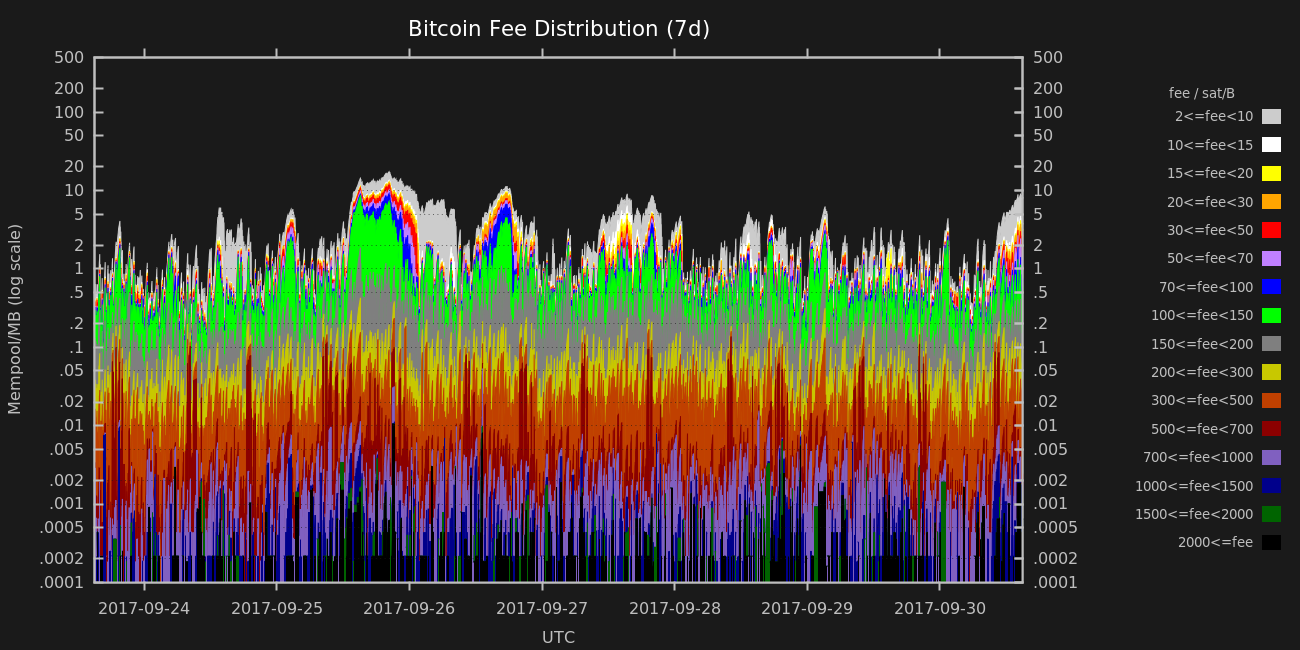 Bitcoin Fee Distribution (7d)
500
200
100
50
20
10
5
2
1
.5
.2
.1
.05
.02
.01
.005
.002
.001
.0005
.0002
.0001
Mempool/MB (log scale)
500
200
100
50
20
10
5
2
1
.5
.2
.1
.05
.02
.01
.005
.002
.001
.0005
.0002
.0001
2017-09-24 2017-09-25 2017-09-26 2017-09-27 2017-09-28 2017-09-29 2017-09-30
UTC
fee / sat/B
2<=fee<10
10<=fee<15
15<=fee<20
20<=fee<30
30<=fee<50
50<=fee<70
70<=fee<100
100<=fee<150
150<=fee<200
200<=fee<300
300<=fee<500
500<=fee<700
700<=fee<1000
1000<=fee<1500
1500<=fee<2000
2000<=fee